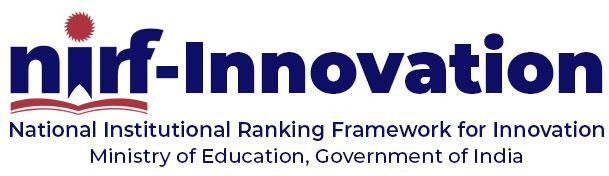 nirf-Innovation
National Institutional Ranking Framework for Innovation
Ministry of Education, Government of India